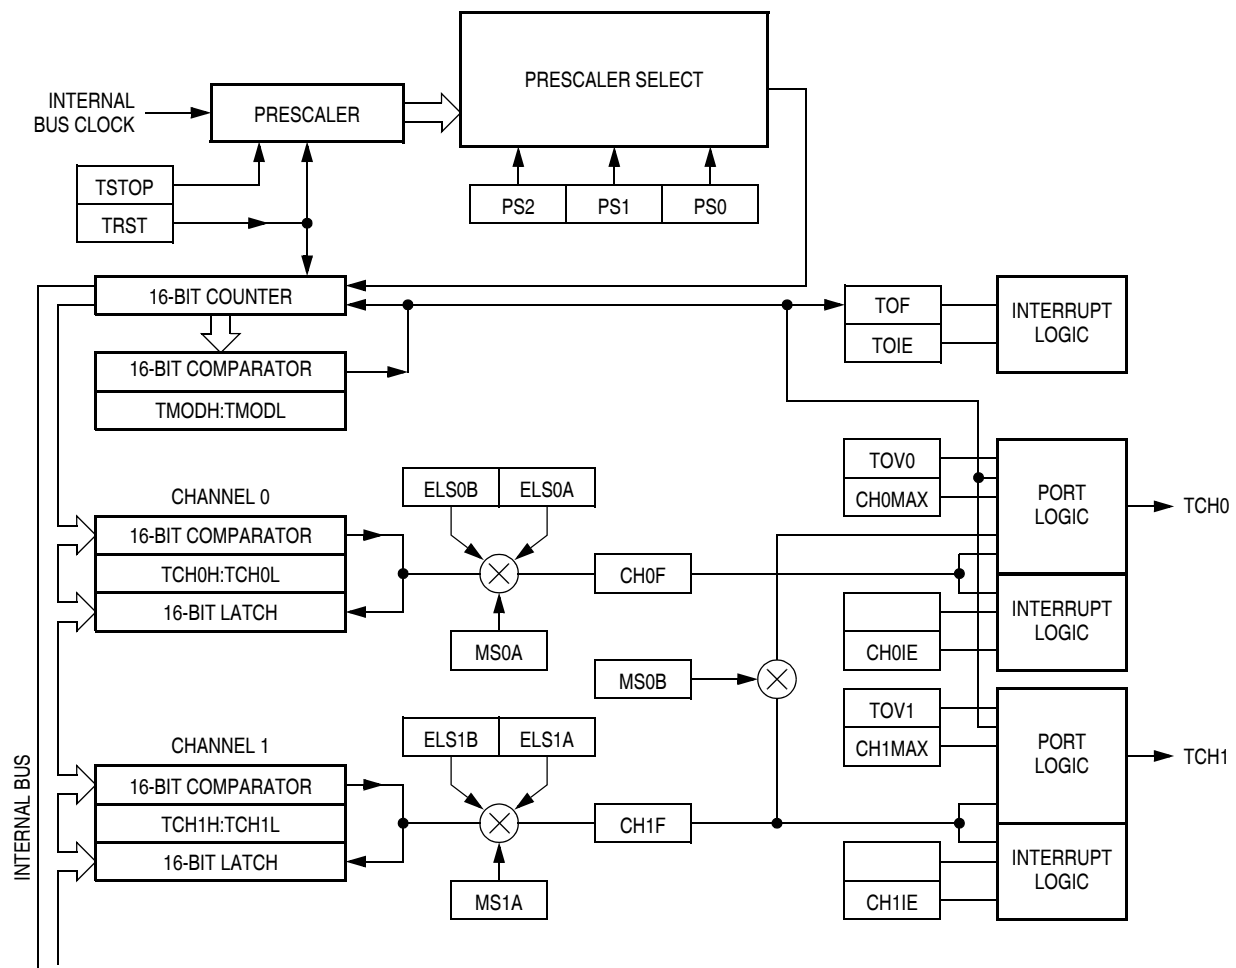 PRESCALER SELECT
INTERNAL
BUS CLOCK
PRESCALER
TSTOP
TRST
PS2
PS1
PS0
16-BIT COUNTER
TOF
TOIE
INTERRUPT
LOGIC
16-BIT COMPARATOR
TMODH:TMODL
CHANNEL 0
16-BIT COMPARATOR
TCH0H:TCH0L
16-BIT LATCH
ELS0B
ELS0A
MS0A
CH0F
TOV0
CH0MAX
PORT
LOGIC
TCH0
INTERRUPT
LOGIC
CH0IE
MS0B
CHANNEL 1
16-BIT COMPARATOR
TCH1H:TCH1L
16-BIT LATCH
ELS1B
ELS1A
MS1A
CH1F
TOV1
CH1MAX
PORT
LOGIC
TCH1
INTERRUPT
LOGIC
CH1IE
INTERNAL BUS